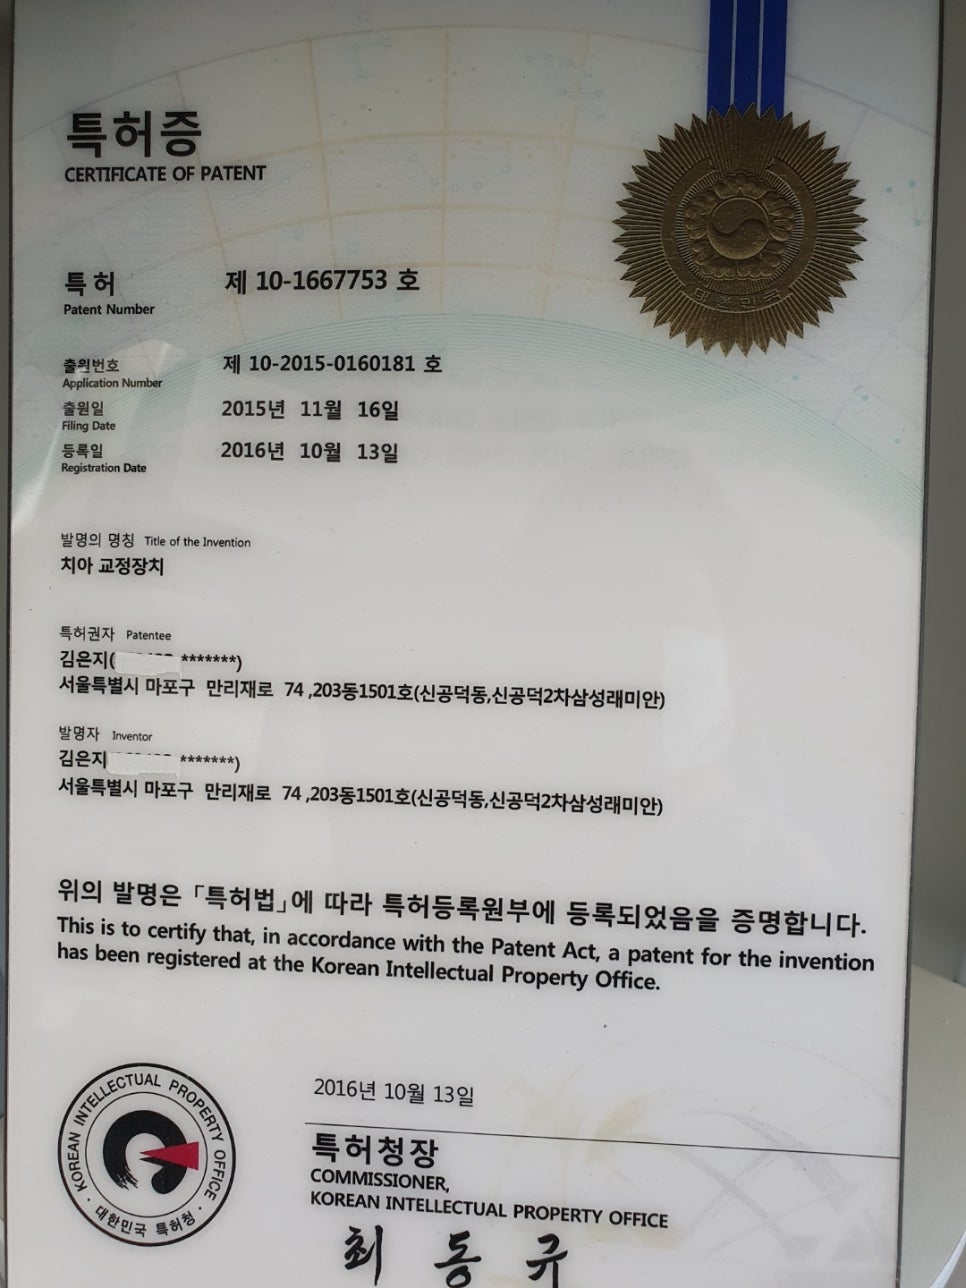 특허증
CERTIFICATE OF PATENT
특 허 제 10-1667753 호
Patent Number
출원번호 제 10-2015-0160181 호
Application Number
출원일 2015년 11월 16일
Filing Date
등록일 2016년 10월 13일
Registration Date
발명의 명칭 Title of the Invention
치아 교정장치
특허권자 Patentee
김은지( *******)
서울특별시 마포구 만리재로 74 ,203동1501호(신공덕동,신공덕2차삼성래미안)
발명자 Inventor
김은지 *******)
서울특별시 마포구 만리재로 74 ,203동1501호(신공덕동,신공덕2차삼성래미안)
위의 발명은 「특허법」에 따라 특허등록원부에 등록되었음을 증명합니다.
This is to certify that, in accordance with the Patent Act, a patent for the invention
has been registered at the Korean Intellectual Property Office.
2016년 10월 13일
특허청장
COMMISSIONER,
KOREAN INTELLECTUAL PROPERTY OFFICE
최 동 규
KOREAN INTELLECTUAL PROPERTY OFFICE
대한민국 특허청
대한민국